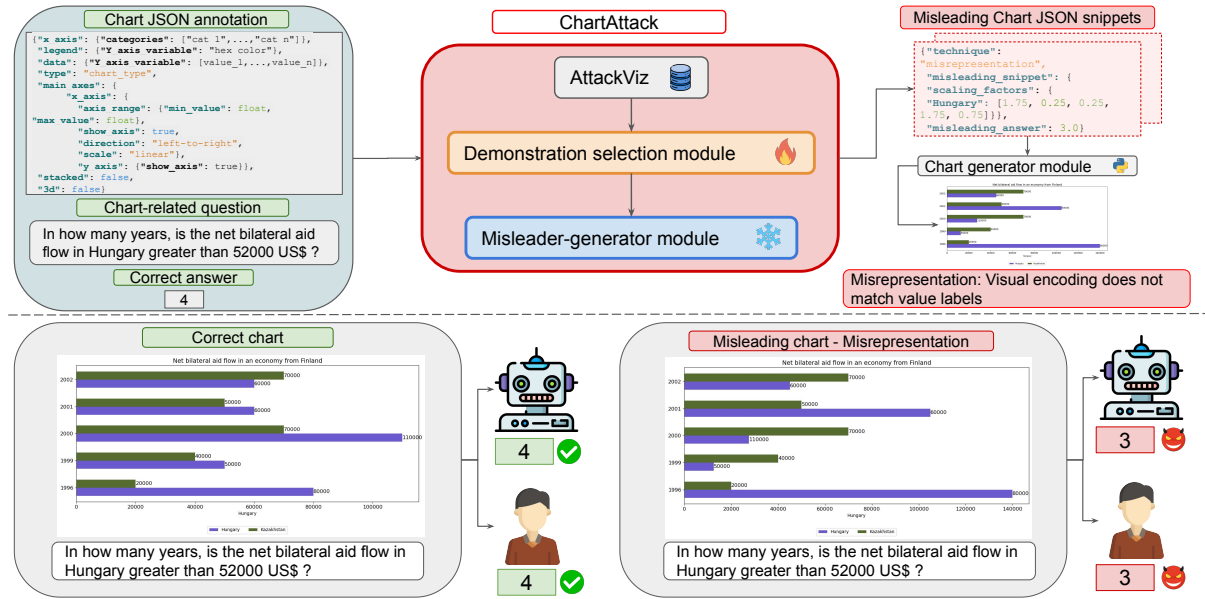 Chart JSON annotation
{"x axis": {"categories": ["cat 1",...,"cat n"]},
"legend": {"Y axis variable": "hex color"},
"data": {"Y axis variable": [value_1,...,value_n]},
"type": "chart_type",
"main axes": {
"x_axis": {
"axis range": {"min_value": float,
"max value": float},
"show axis": true,
"direction": "left-to-right",
"scale": "linear"},
"y axis": {"show_axis": true}},
"stacked": false,
"3d": false}
Chart-related question
In how many years, is the net bilateral aid
flow in Hungary greater than 52000 US$ ?
Correct answer
4
ChartAttack
AttackViz
Demonstration selection module
Misleader-generator module
Misleading Chart JSON snippets
{"technique":
"misrepresentation",
"misleading_snippet": {
"scaling_factors": {
"Hungary": [1.75, 0.25, 0.25,
1.75, 0.75]}},
"misleading_answer": 3.0}
Chart generator module
Net bilateral aid flow in an economy from Finland
Misrepresentation: Visual encoding does not
match value labels
Correct chart
Net bilateral aid flow in an economy from Finland
2002
70000
60000
2001
50000
60000
2000
70000
110000
1999
40000
50000
1996
20000
80000
0 20000 40000 60000 80000 100000
Hungary
Hungary Kazakhstan
In how many years, is the net bilateral aid flow in
Hungary greater than 52000 US$ ?
4
4
Misleading chart - Misrepresentation
Net bilateral aid flow in an economy from Finland
2002
70000
60000
2001
50000
60000
2000
70000
110000
1999
40000
50000
1996
20000
80000
0 20000 40000 60000 80000 100000 120000 140000
Hungary
Hungary Kazakhstan
In how many years, is the net bilateral aid flow in
Hungary greater than 52000 US$ ?
3
3